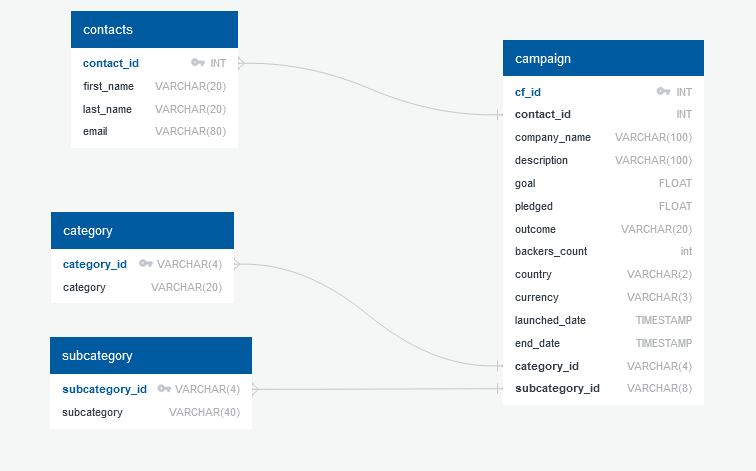 contacts
contact_id INT
first_name VARCHAR(20)
last_name VARCHAR(20)
email VARCHAR(80)
category
category_id VARCHAR(4)
category VARCHAR(20)
subcategory
subcategory_id VARCHAR(4)
subcategory VARCHAR(40)
campaign
cf_id INT
contact_id INT
company_name VARCHAR(100)
description VARCHAR(100)
goal FLOAT
pledged FLOAT
outcome VARCHAR(20)
backers_count int
country VARCHAR(2)
currency VARCHAR(3)
launched_date TIMESTAMP
end_date TIMESTAMP
category_id VARCHAR(4)
subcategory_id VARCHAR(8)